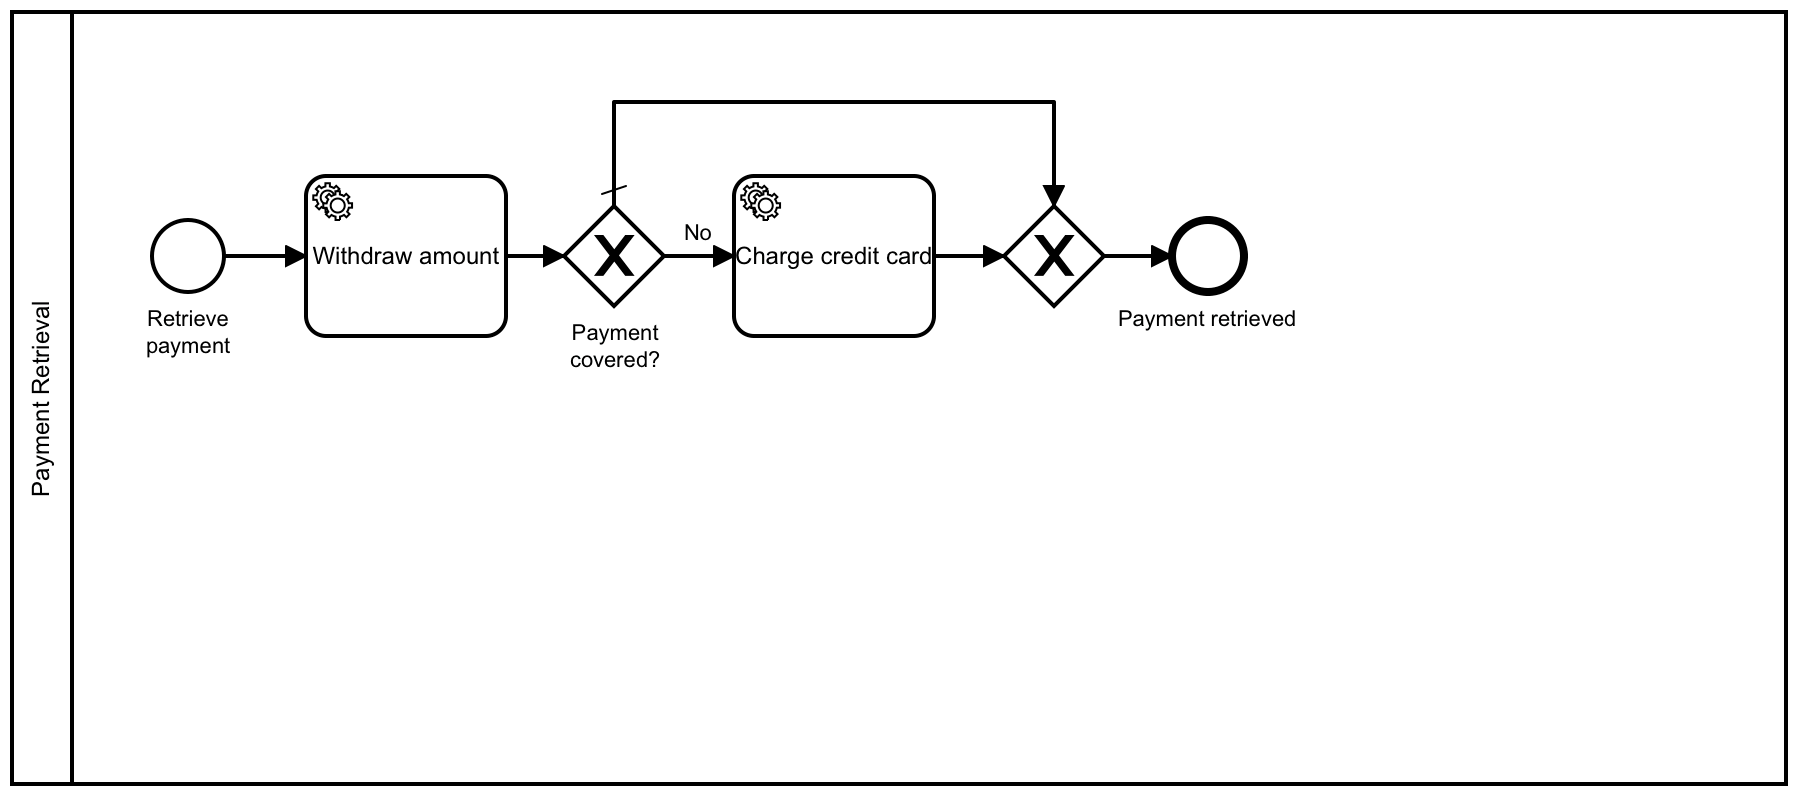 Payment Retrieval
Retrieve
payment
Withdraw amount
Payment
covered?
No
Charge credit card
Payment retrieved